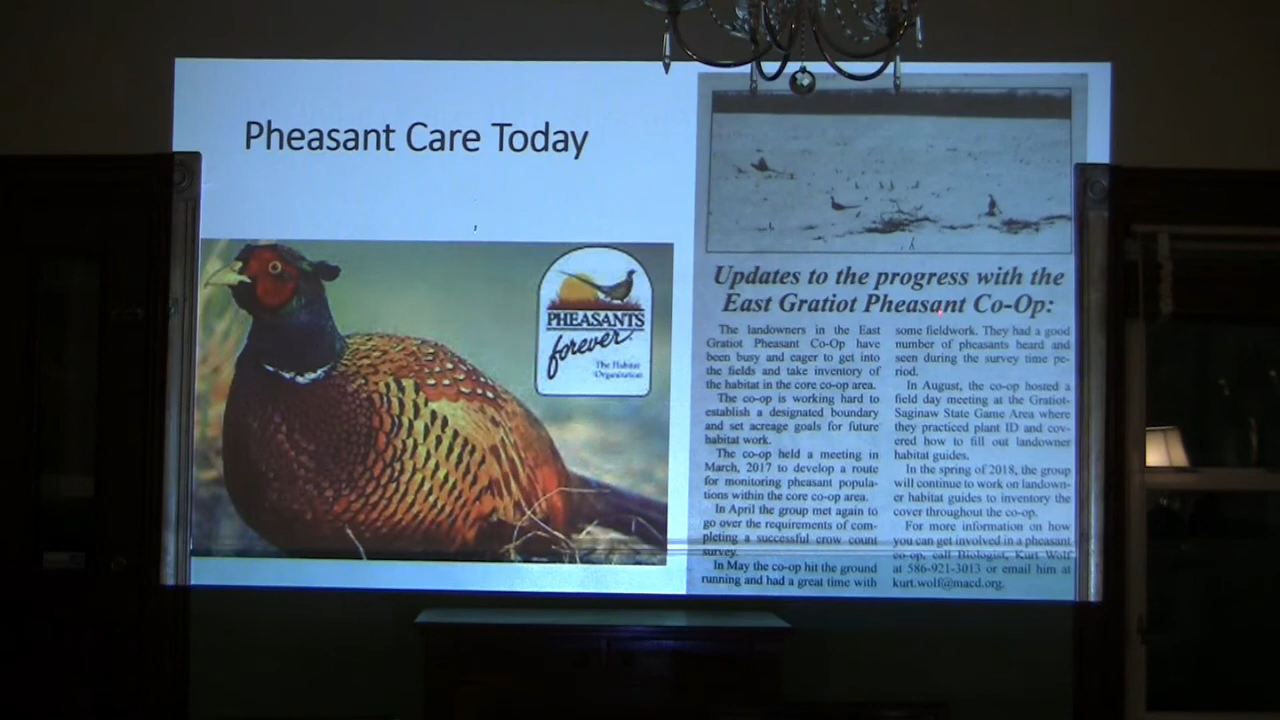 Pheasant Care Today
PHEASANTS
forever
The Habitat
Organization
Updates to the progress with the
East Gratiot Pheasant Co-Op:
The landowners in the East
Gratiot Pheasant Co-Op have
been busy and eager to get into
the fields and take inventory of
the habitat in the core co-op area.
The co-op is working hard to
establish a designated boundary
and set acreage goals for future
habitat work.
The co-op held a meeting in
March, 2017 to develop a route
for monitoring pheasant popula-
tions within the core co-op area.
In April the group met again to
go over the requirements of com-
pleting a successful crow count
survey.
In May the co-op hit the ground
running and had a great time with
some fieldwork. They had a good
number of pheasants heard and
seen during the survey time pe-
riod.
In August, the co-op hosted a
field day meeting at the Gratiot-
Saginaw State Game Area where
they practiced plant ID and cov-
ered how to fill out landowner
habitat guides.
In the spring of 2018, the group
will continue to work on landown-
er habitat guides to inventory the
cover throughout the co-op.
For more information on how
you can get involved in a pheasant
co-op, call Biologist, Kurt Wolf
at 586-921-3013 or email him at
kurt.wolf@macd.org.